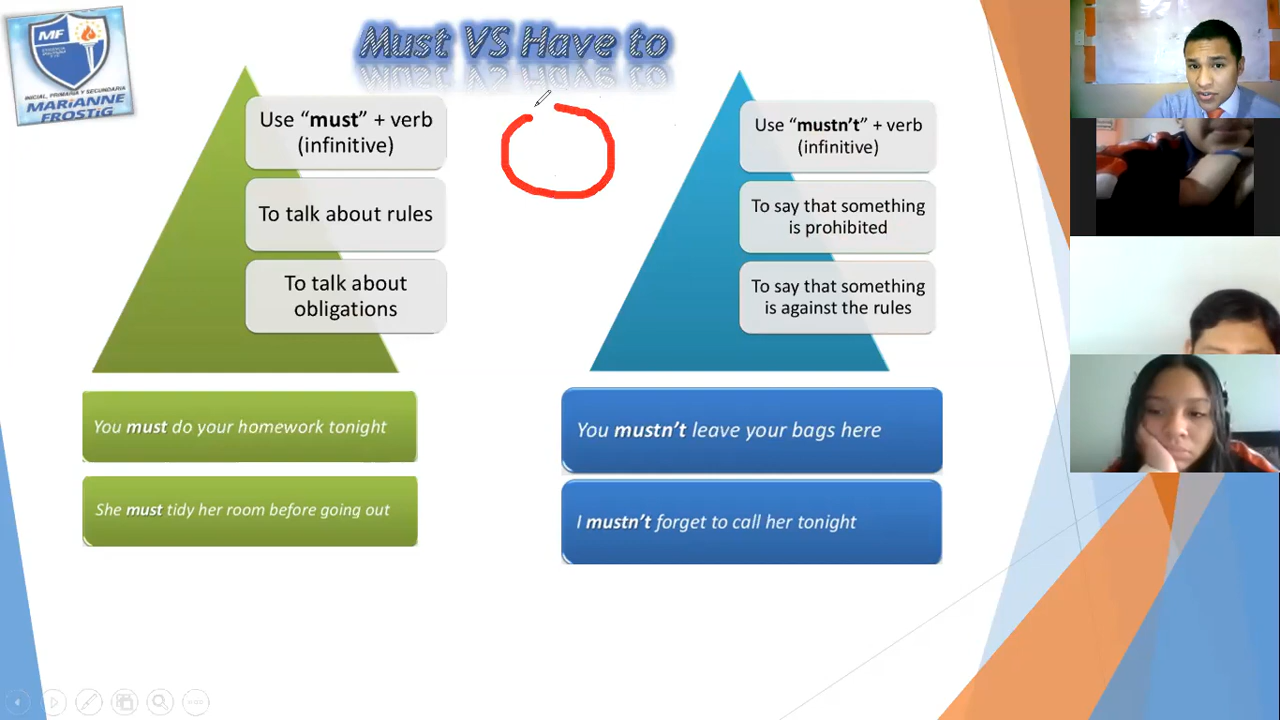 Must VS Have to
MF
INICIAL, PRIMARIA Y SECUNDARIA
MARiANNE
FROSTiG
Use “must” + verb
(infinitive)
To talk about rules
To talk about
obligations
You must do your homework tonight
She must tidy her room before going out
Use “mustn’t” + verb
(infinitive)
To say that something
is prohibited
To say that something
is against the rules
You mustn’t leave your bags here
I mustn’t forget to call her tonight